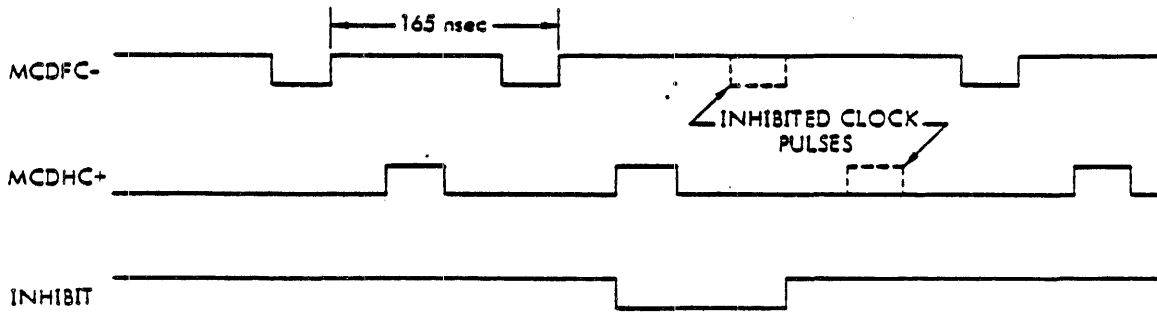 165 nsec
MCDFC-
INHIBITED CLOCK
PULSES
MCDHC+
INHIBIT